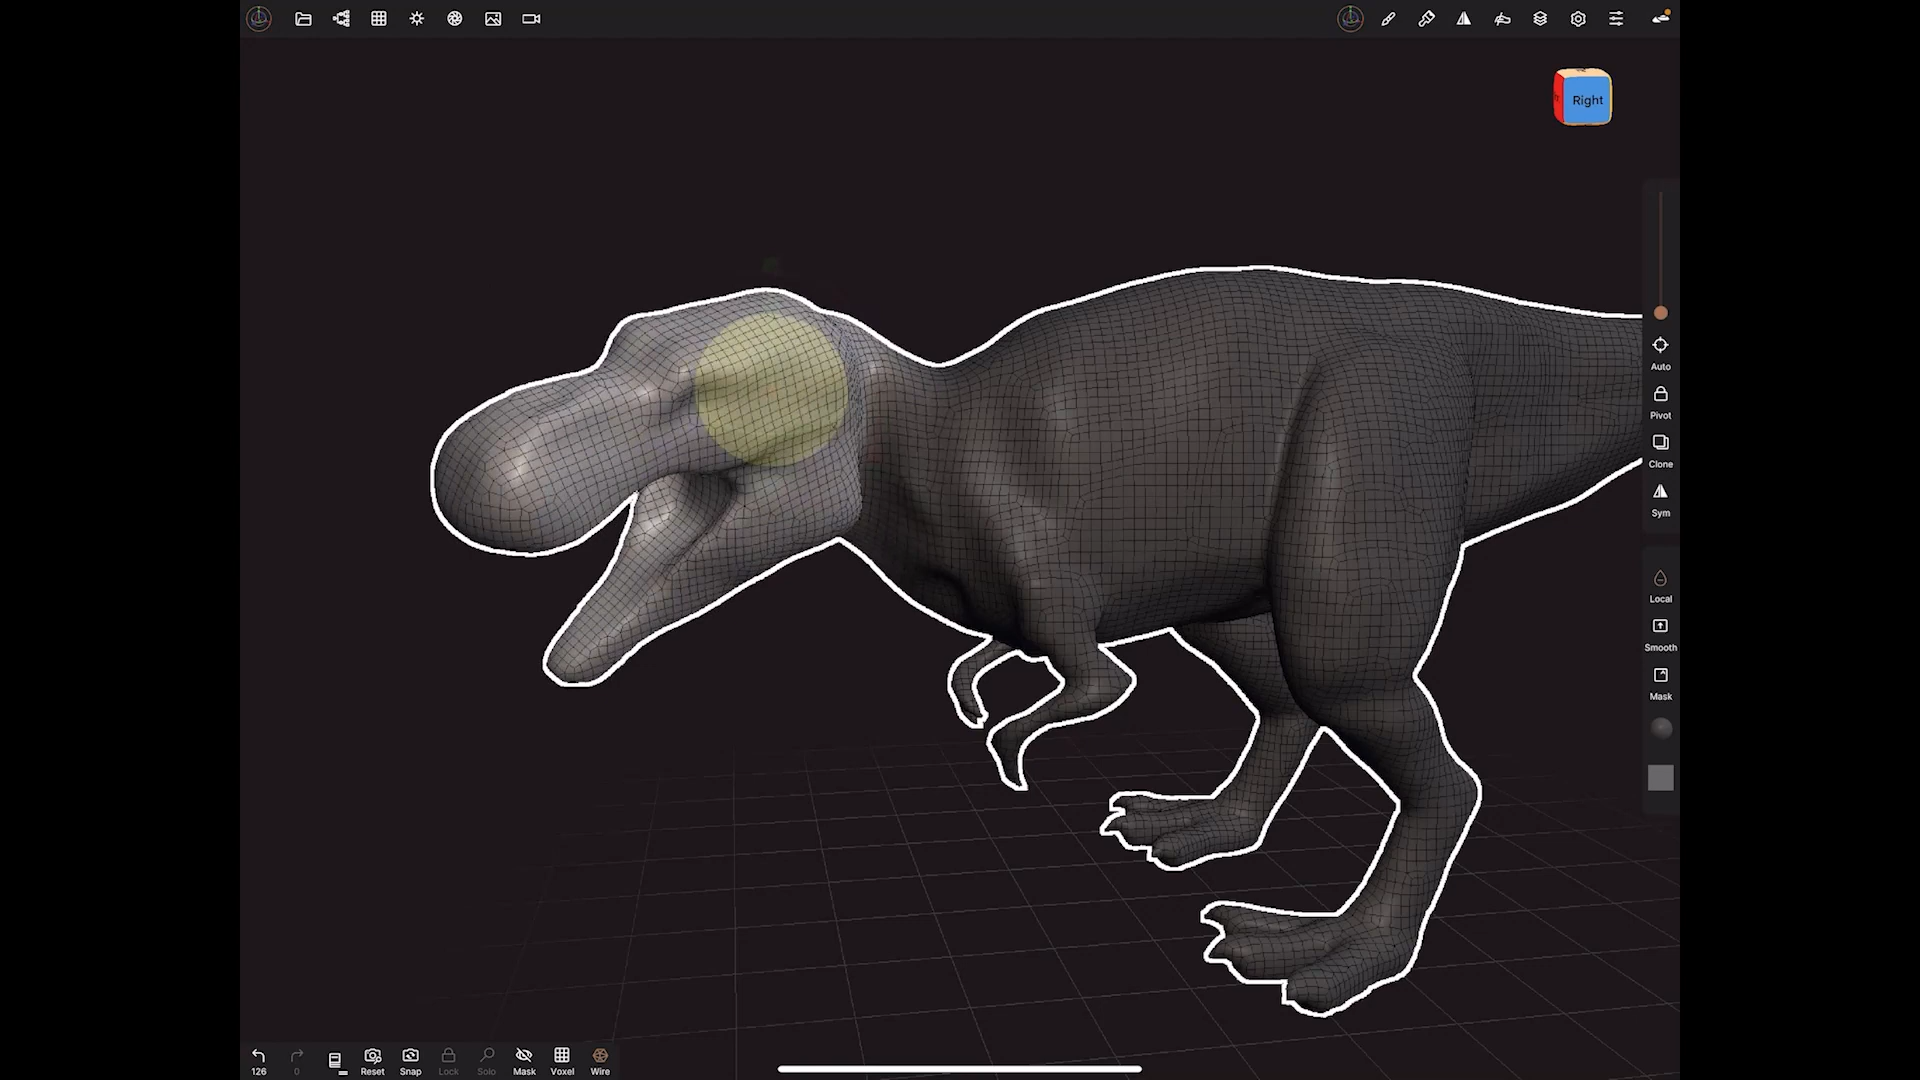 Right
Auto
Pivot
Clone
Sym
Local
Smooth
Mask
126
0
Reset
Snap
Lock
Solo
Mask
Voxel
Wire